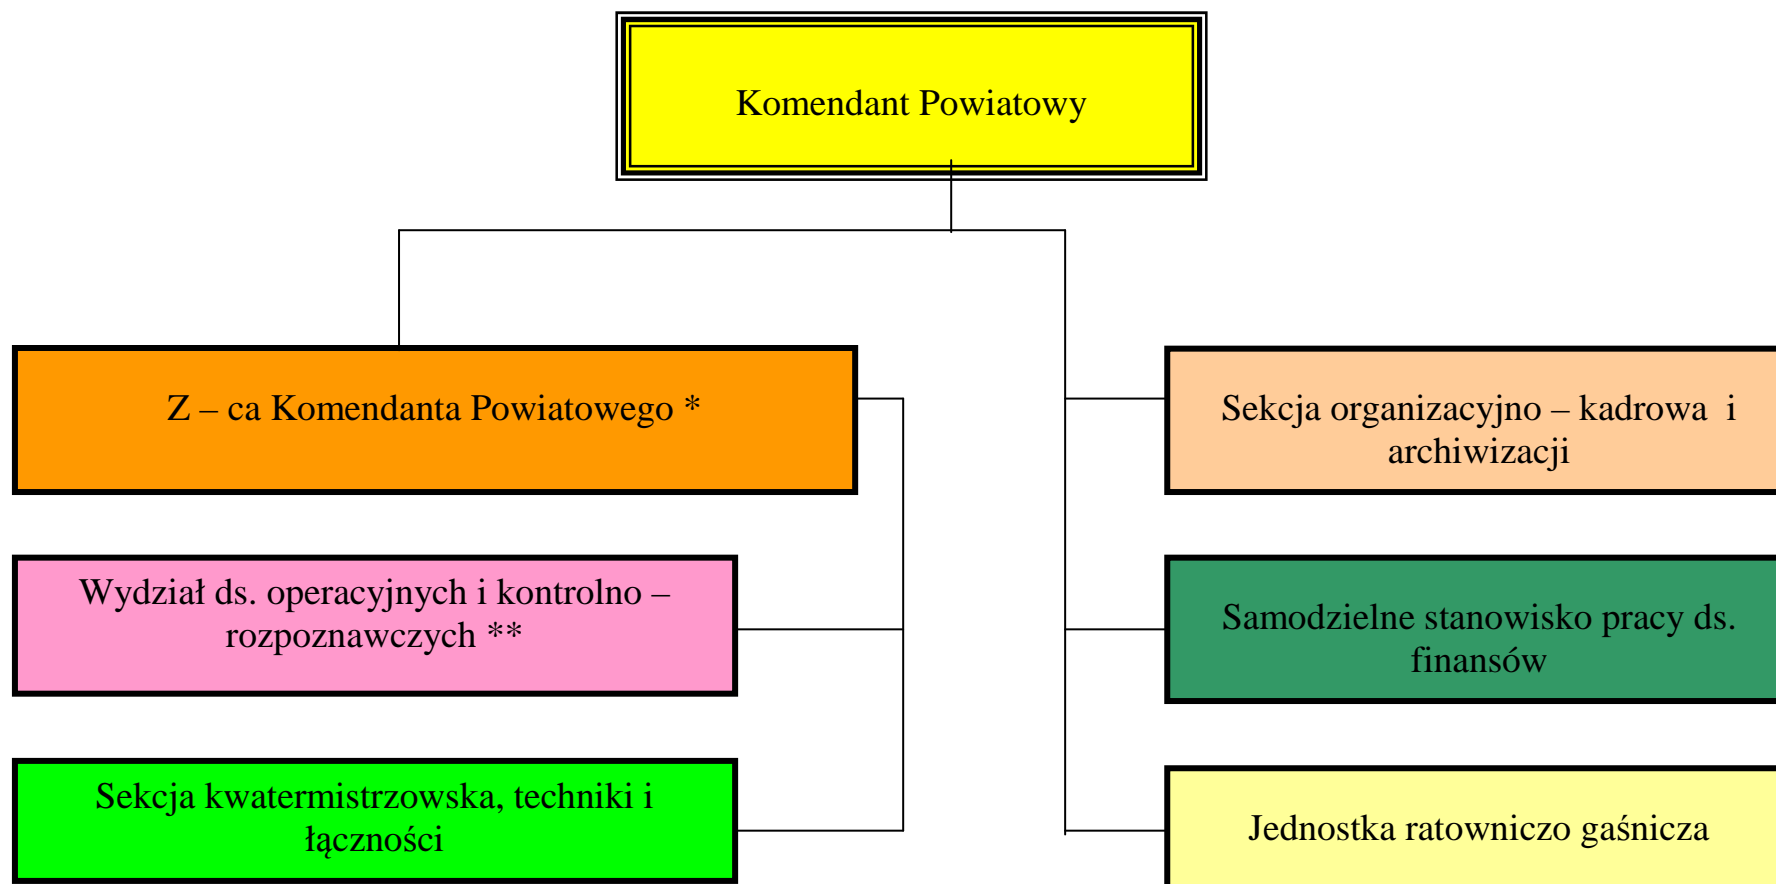 Komendant Powiatowy
Z – ca Komendanta Powiatowego *
Sekcja organizacyjno – kadrowa i
archiwizacji
Wydział ds. operacyjnych i kontrolno –
rozpoznawczych **
Samodzielne stanowisko pracy ds.
finansów
Sekcja kwatermistrzowska, techniki i
łączności
Jednostka ratowniczo gaśnicza